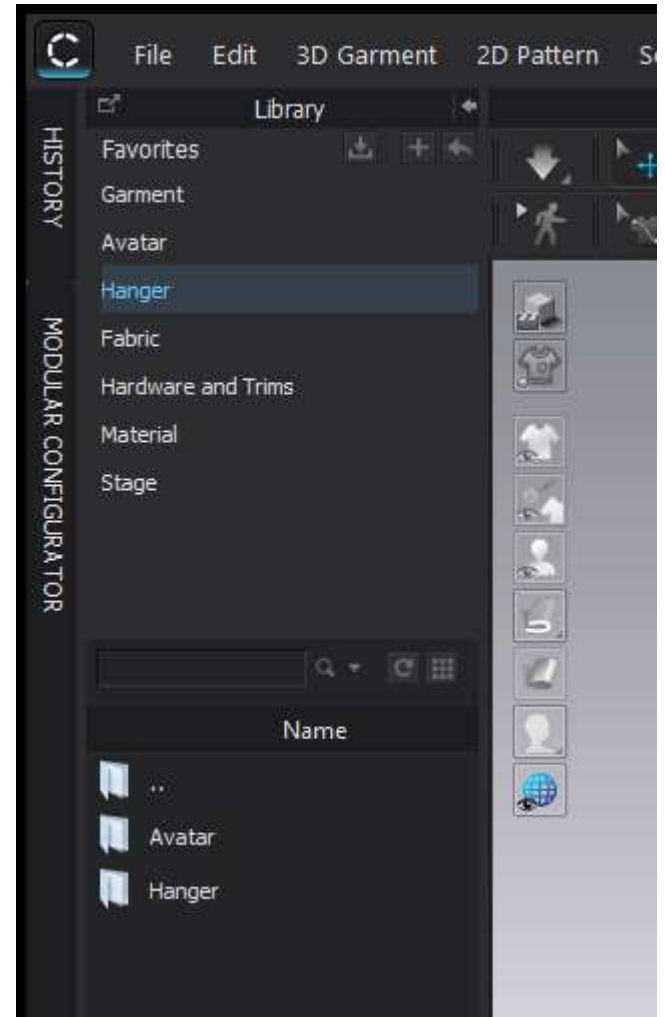 File Edit 3D Garment 2D Pattern
Library
HISTORY
MODULAR CONFIGURATOR
Favorites
Garment
Avatar
Hanger
Fabric
Hardware and Trims
Material
Stage
Name
..
Avatar
Hanger